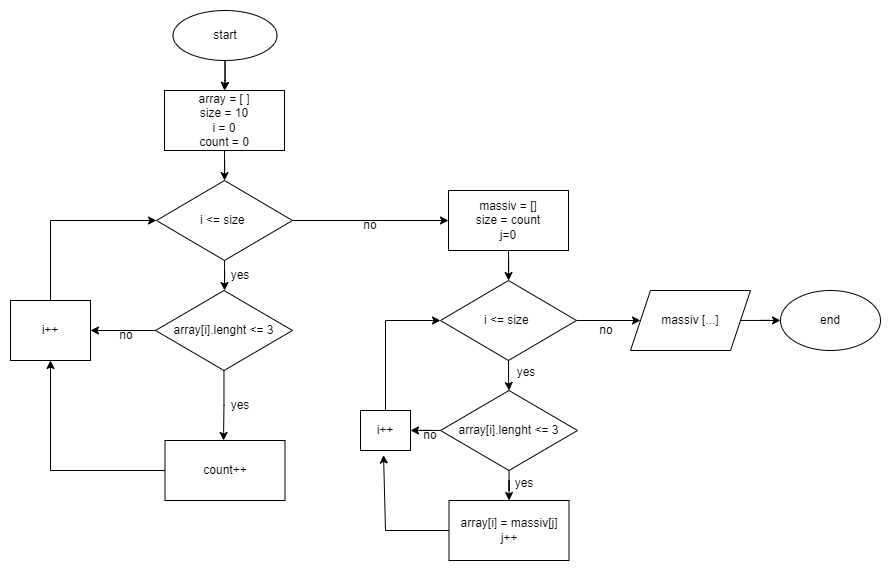 start
array = [ ]
size = 10
i = 0
count = 0
i <= size
no
yes
array[i].lenght <= 3
no
i++
yes
count++
massiv = []
size = count
j=0
i <= size
no
massiv [...]
end
yes
array[i].lenght <= 3
no
i++
yes
array[i] = massiv[j]
j++